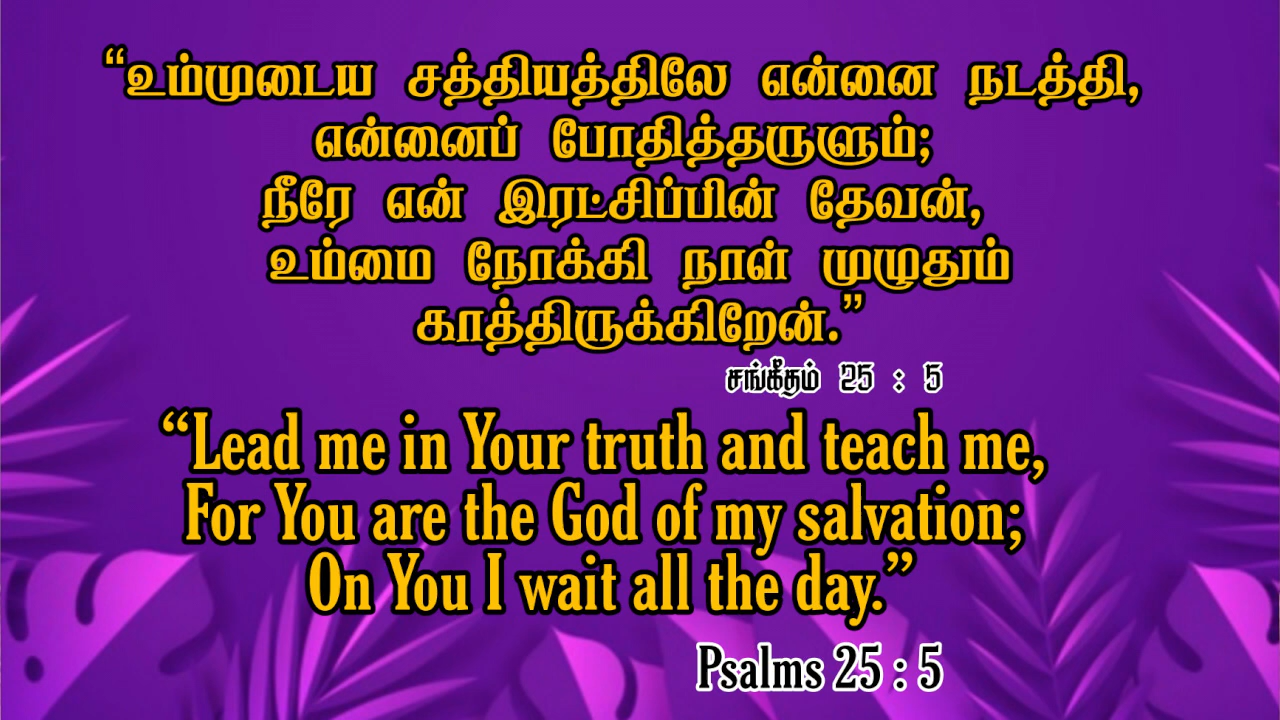 “உம்முடைய சத்தியத்திலே என்னை நடத்தி,
என்னைப் போதித்தருளும்;
நீரே என் இரட்சிப்பின் தேவன்,
உம்மை நோக்கி நாள் முழுதும்
காத்திருக்கிறேன்.”
சங்கீதம் 25 : 5
“Lead me in Your truth and teach me,
For You are the God of my salvation;
On You I wait all the day.”
Psalms 25 : 5